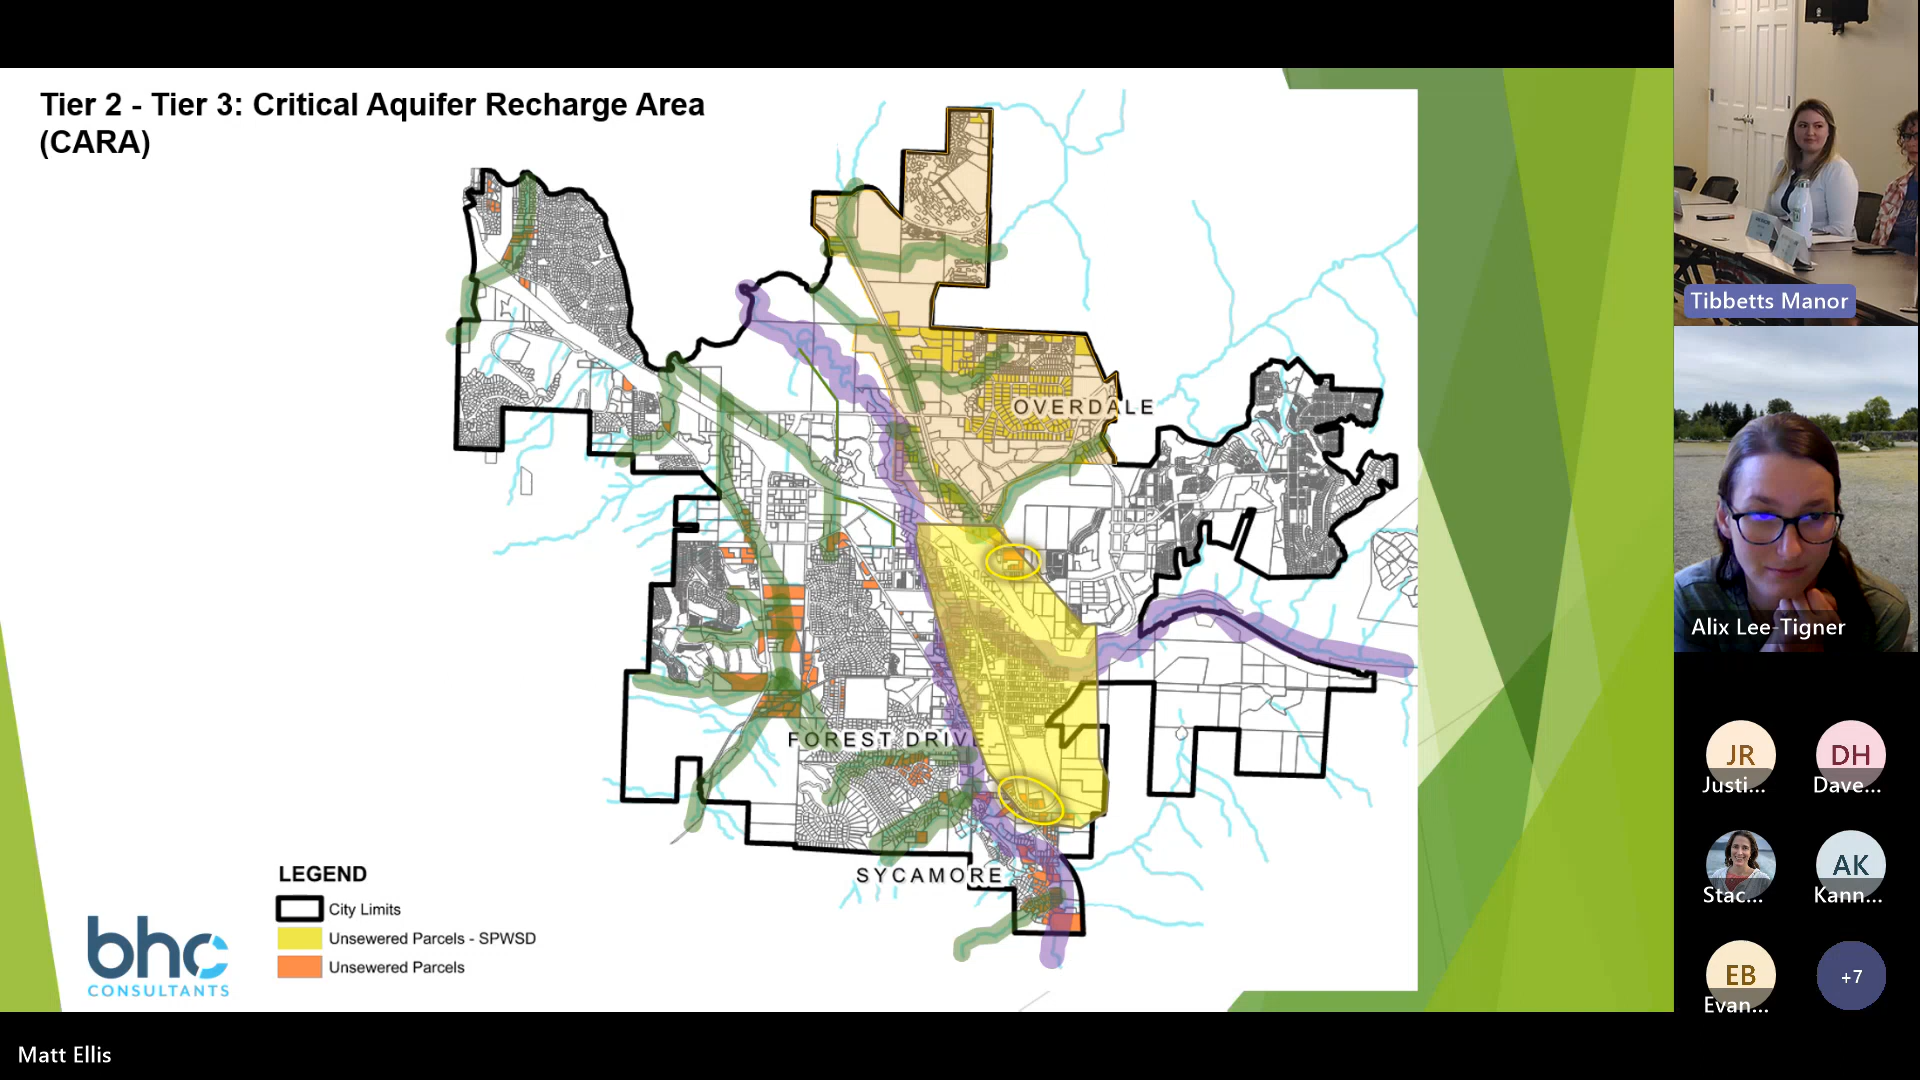 Tier 2 - Tier 3: Critical Aquifer Recharge Area
(CARA)
OVERDALE
FOREST DRIVE
SYCAMORE
LEGEND
City Limits
Unsewered Parcels - SPWSD
Unsewered Parcels
bhc
CONSULTANTS
Matt Ellis
Tibbetts Manor
Alix Lee-Tigner
JR
Justi...
DH
Dave...
Stac...
AK
Kann...
EB
Evan...
+7